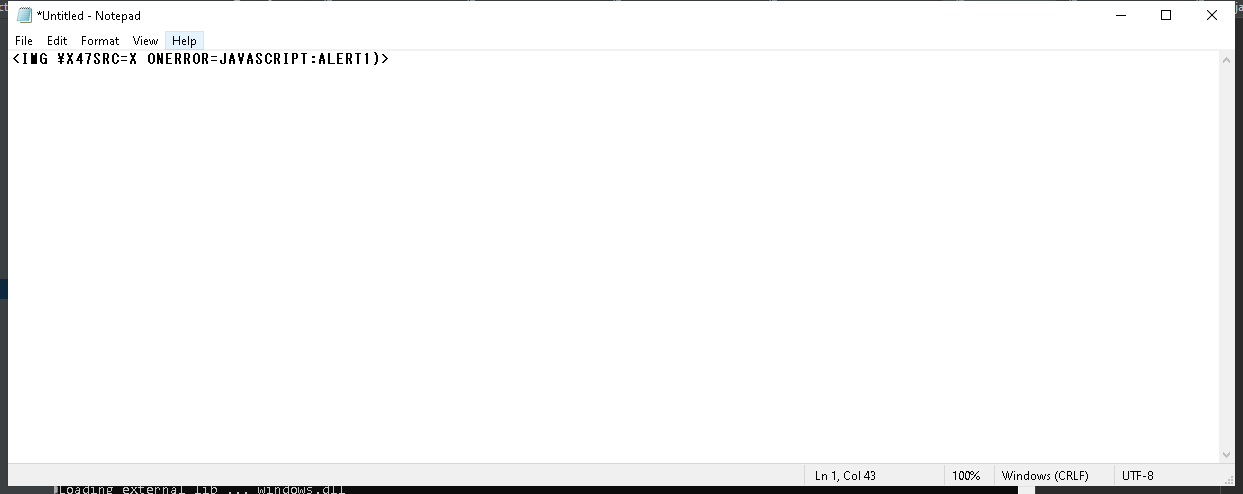 *Untitled - Notepad
File Edit Format View Help
<IMG ¥X47SRC=X ONERROR=JAVASCRIPT:ALERT1)>
Ln 1, Col 43 100% Windows (CRLF) UTF-8
Loading external lib ... windows.dll